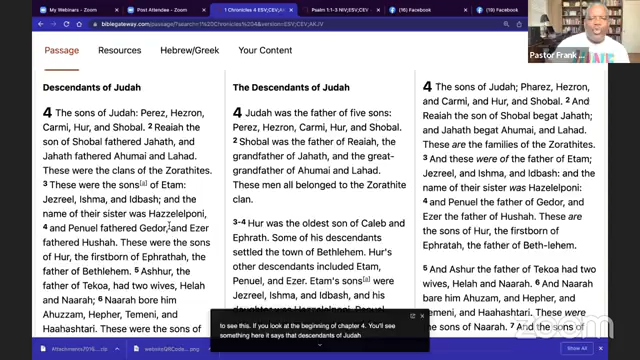 My Webinars - Zoom
Post Attendee - Zoom
1 Chronicles 4 ESV;CEV;AKJV
Psalm 1:1-3 NIV;ESV;CEV
(19) Facebook
(19) Facebook
biblegateway.com/passage/?search=1%20Chronicles%204&version=ESV;CEV;AKJV
Passage
Resources
Hebrew/Greek
Your Content
Pastor Frank
Descendants of Judah
4 The sons of Judah: Perez, Hezron,
Carmi, Hur, and Shobal. 2 Reaiah the
son of Shobal fathered Jahath, and
Jahath fathered Ahumai and Lahad.
These were the clans of the Zorathites.
3 These were the sons[a] of Etam:
Jezreel, Ishma, and Idbash; and the
name of their sister was Hazzelelponi,
4 and Penuel fathered Gedor, and Ezer
fathered Hushah. These were the sons
of Hur, the firstborn of Ephrathah, the
father of Bethlehem. 5 Ashhur, the
father of Tekoa, had two wives, Helah
and Naarah; 6 Naarah bore him
Ahuzzam, Hepher, Temeni, and
Haahashtari. These were the sons of
The Descendants of Judah
4 Judah was the father of five sons:
Perez, Hezron, Carmi, Hur, and Shobal.
2 Shobal was the father of Reaiah, the
grandfather of Jahath, and the great-
grandfather of Ahumai and Lahad.
These men all belonged to the Zorathite
clan.
3-4 Hur was the oldest son of Caleb and
Ephrath. Some of his descendants
settled the town of Bethlehem. Hur's
other descendants included Etam,
Penuel, and Ezer. Etam's sons[a] were
Jezreel, Ishma, and Idbash, and his
4 The sons of Judah; Pharez, Hezron,
and Carmi, and Hur, and Shobal. 2 And
Reaiah the son of Shobal begat Jahath;
and Jahath begat Ahumai, and Lahad.
These are the families of the Zorathites.
3 And these were of the father of Etam;
Jezreel, and Ishma, and Idbash: and the
name of their sister was Hazelelponi:
4 And Penuel the father of Gedor, and
Ezer the father of Hushah. These are
the sons of Hur, the firstborn of
Ephratah, the father of Beth-lehem.
5 And Ashur the father of Tekoa had two
wives, Helah and Naarah. 6 And Naarah
bare him Ahuzam, and Hepher, and
Temeni, and Haahashtari. These were
the sons of Naarah. 7 And the sons of
to see this. If you look at the beginning of chapter 4. You'll see
something here it says that descendants of Judah
zoom
Show All